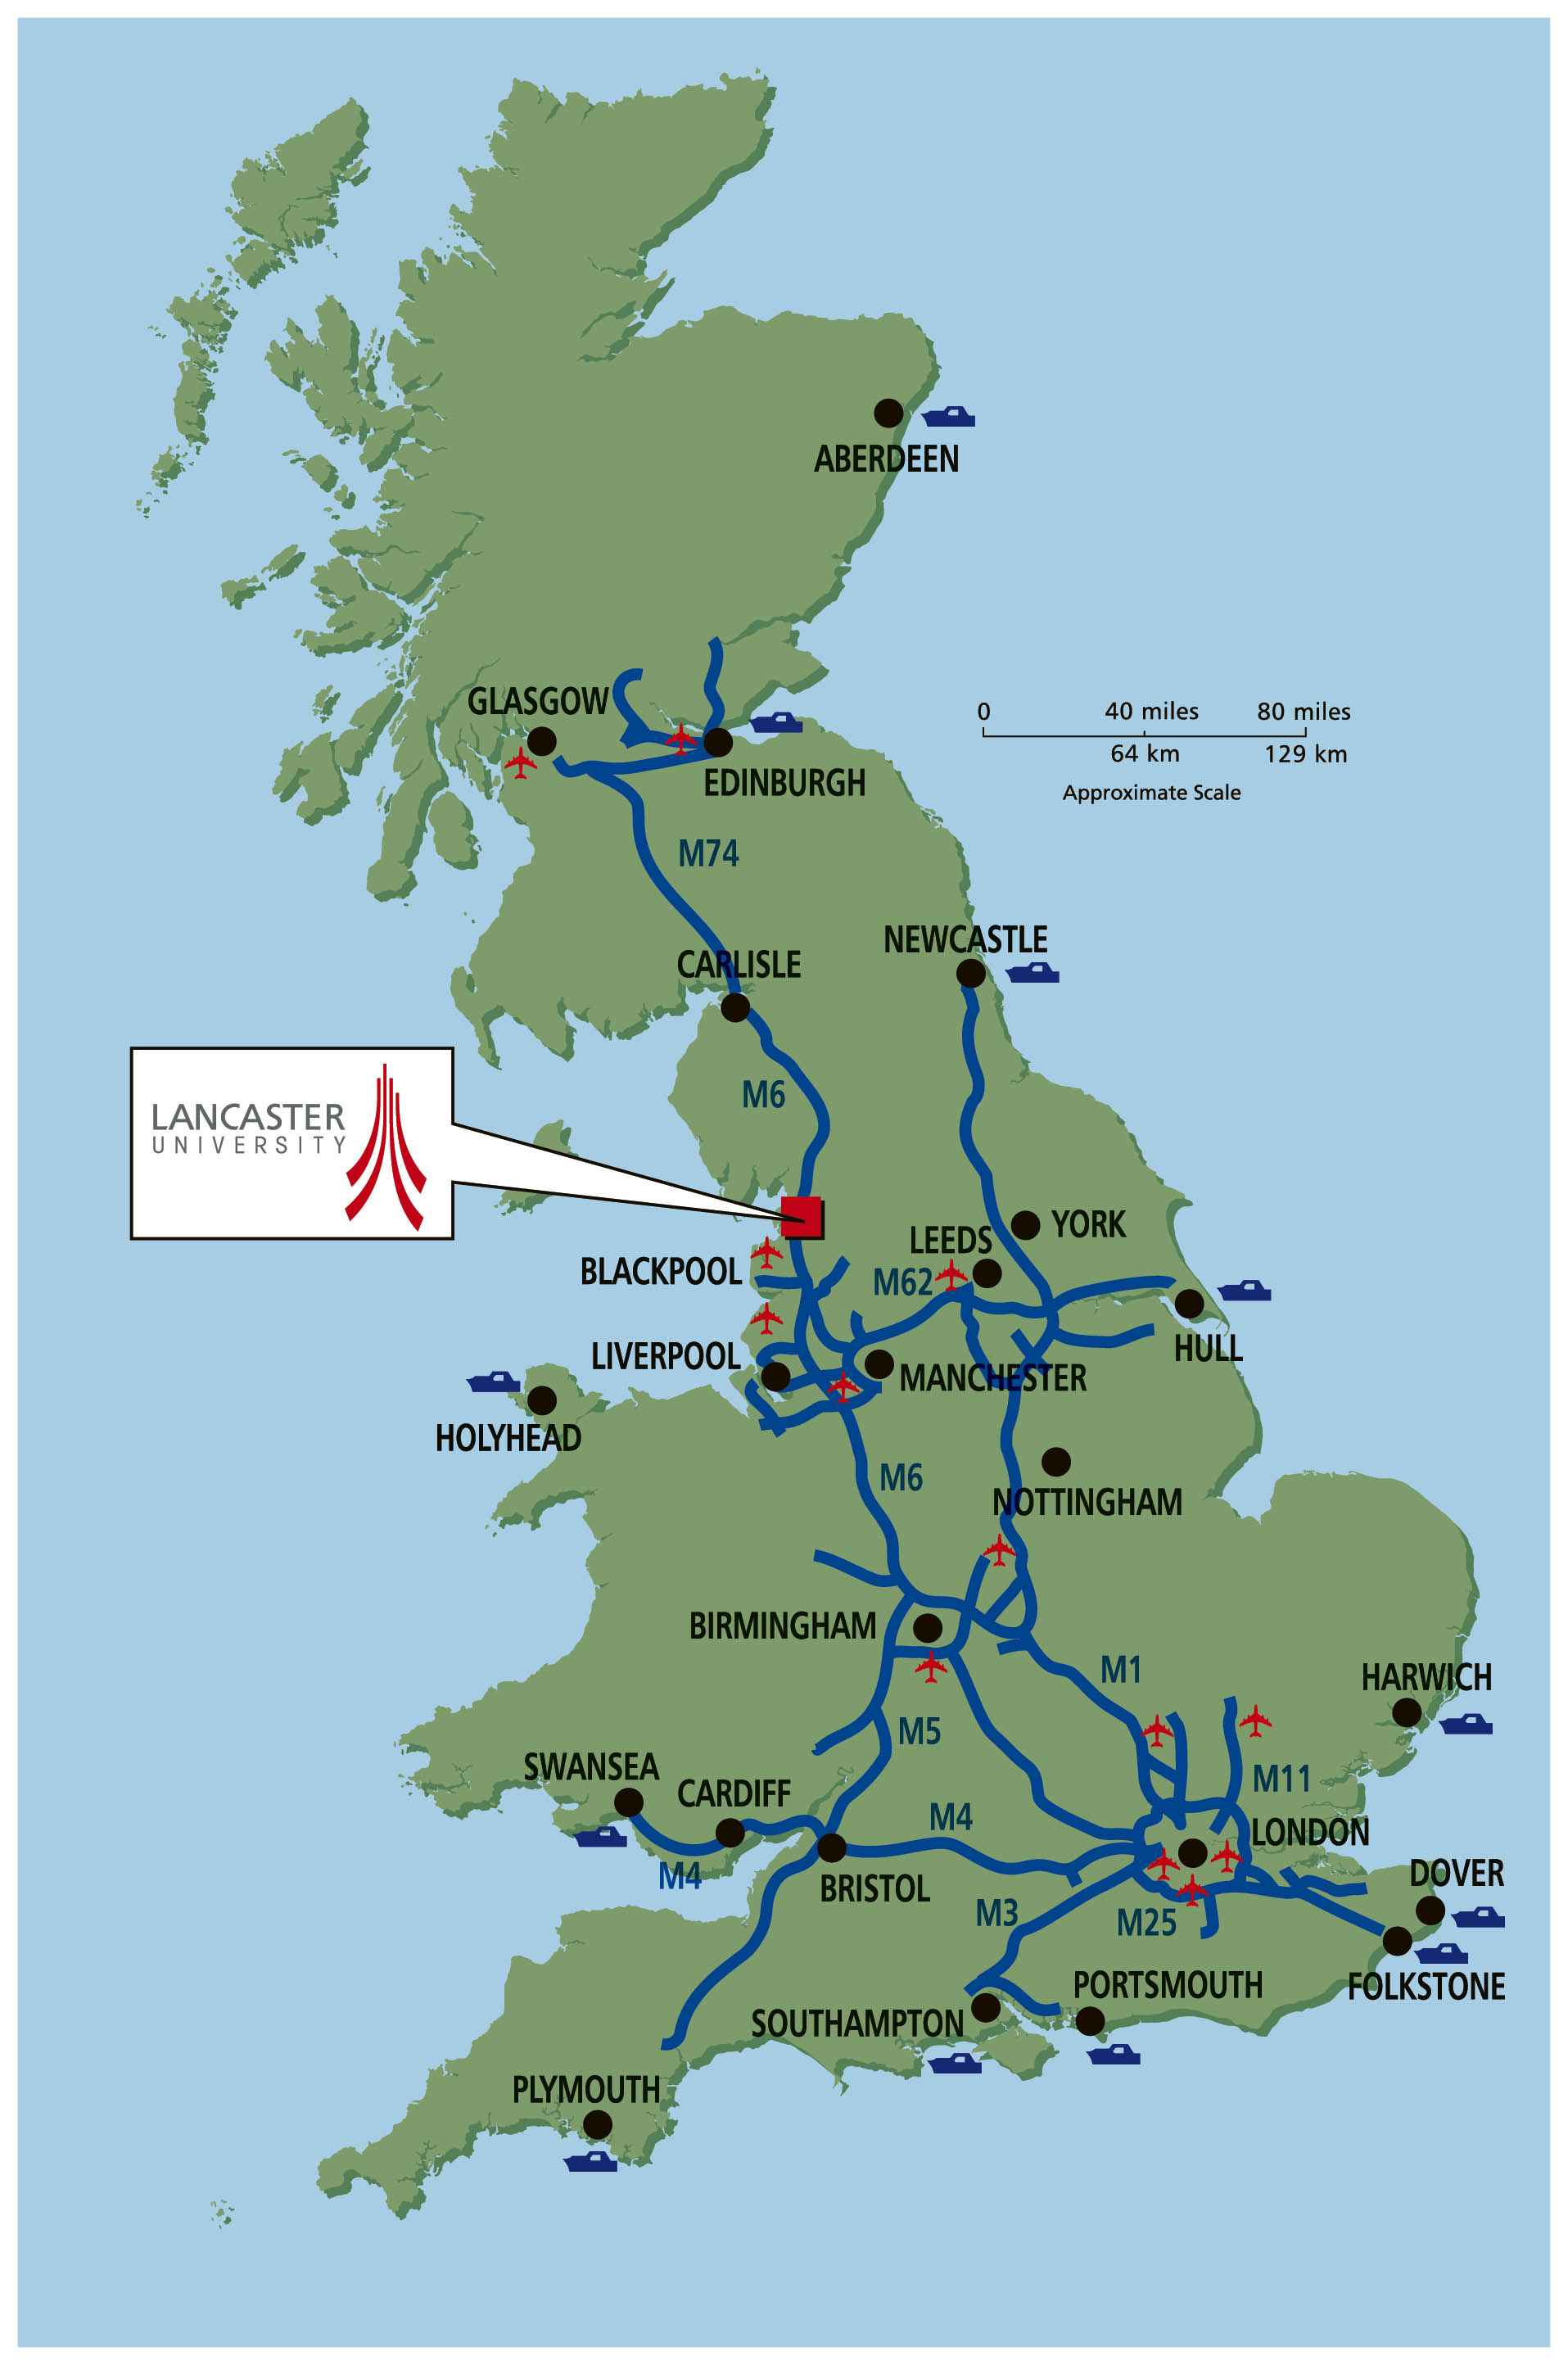 ABERDEEN
GLASGOW
EDINBURGH
0 40 miles 80 miles
64 km 129 km
Approximate Scale
M74
NEWCASTLE
CARLISLE
M6
LANCASTER
UNIVERSITY
YORK
LEEDS
BLACKPOOL
M62
HULL
LIVERPOOL
MANCHESTER
HOLYHEAD
M6
NOTTINGHAM
BIRMINGHAM
M1
HARWICH
M5
SWANSEA
CARDIFF
M11
M4
LONDON
M4
DOVER
BRISTOL
M3
M25
FOLKSTONE
PORTSMOUTH
SOUTHAMPTON
PLYMOUTH